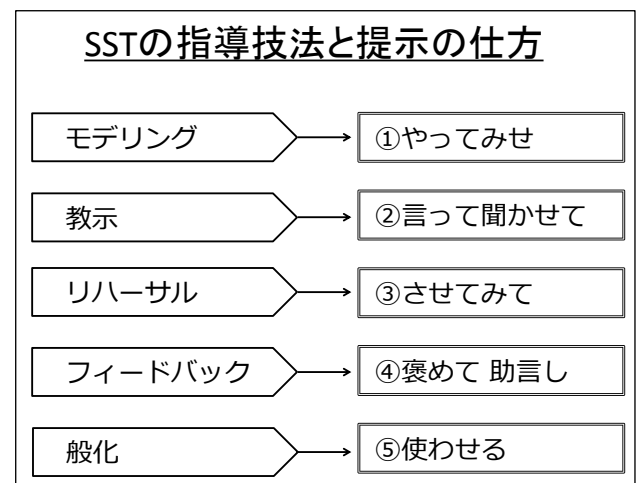 SSTの指導技法と提示の仕方
モデリング
①やってみせ
教示
②言って聞かせて
リハーサル
③させてみて
フィードバック
④褒めて 助言し
般化
⑤使わせる